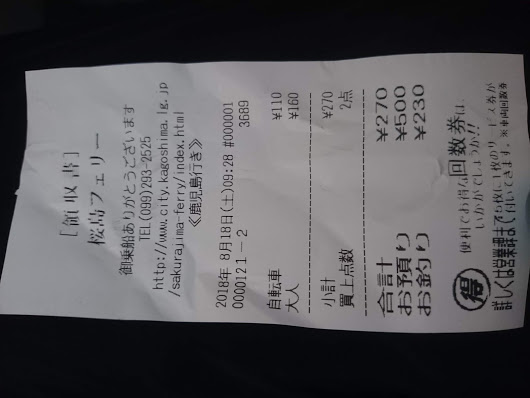 [領収書]
桜島フェリー
御乗船ありがとうございます
TEL(099)293-2525
http://www.city.kagoshima.lg.jp
/sakurajima-ferry/index.html
≪鹿児島行き≫
2018年 8月18日(土)09:28 #000001
0000121-2 3689
自転車 ¥110
大人 ¥160
小計 ¥270
買上点数 2点
合計 ¥270
お預り ¥500
お釣り ¥230
得
便利でお得な回数券は、
いかがでしょうか!!